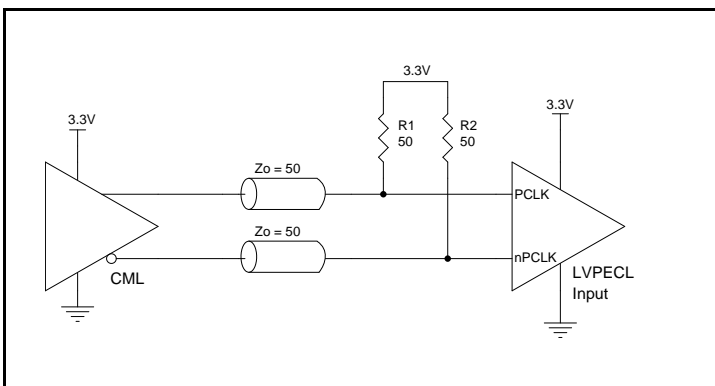 3.3V
3.3V
3.3V
R1
50
R2
50
Zo = 50
PCLK
Zo = 50
nPCLK
CML
LVPECL
Input